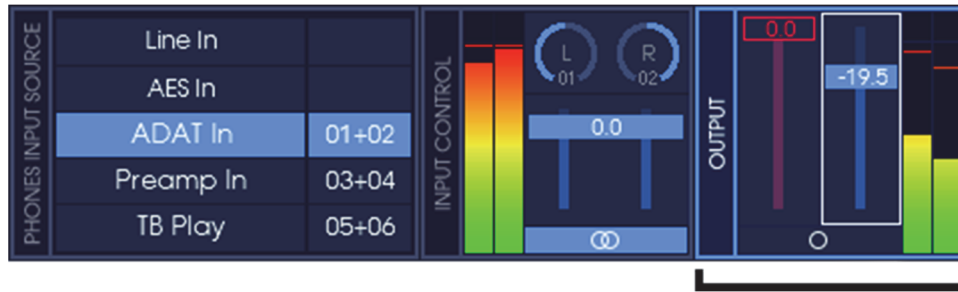 PHONES INPUT SOURCE
Line In
AES In
ADAT In 01+02
Preamp In 03+04
TB Play 05+06
INPUT CONTROL
L R
01 02
0.0
OUTPUT
0.0
-19.5